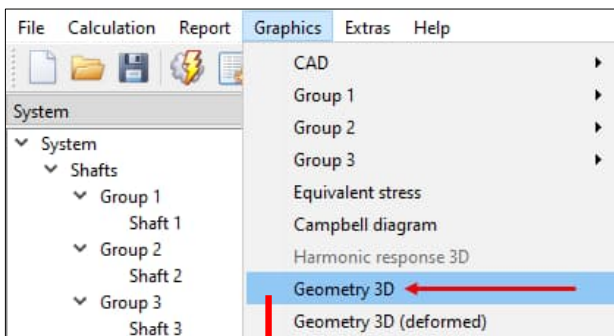 File Calculation Report Graphics Extras Help
CAD
Group 1
Group 2
Group 3
Equivalent stress
Campbell diagram
Harmonic response 3D
Geometry 3D
Geometry 3D (deformed)
System
System
Shafts
Group 1
Shaft 1
Group 2
Shaft 2
Group 3
Shaft 3